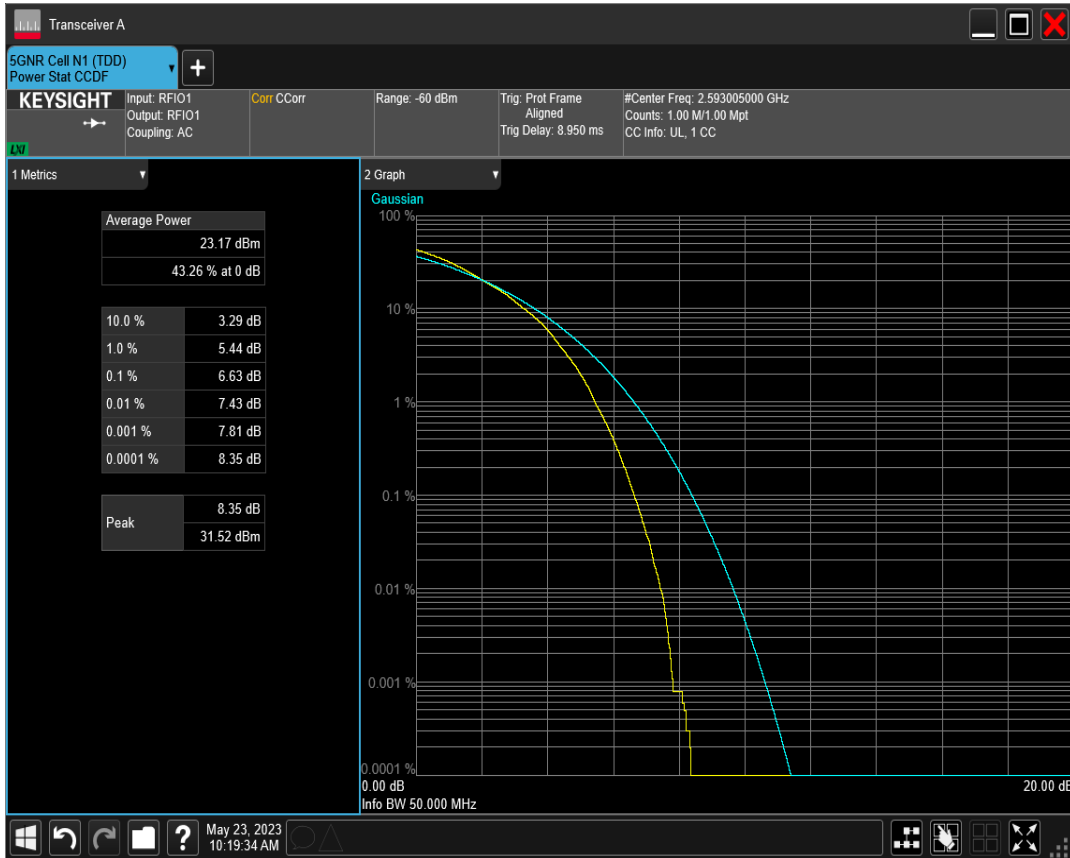 Transceiver A
5GNR Cell N1 (TDD)
Power Stat CCDF
+
KEYSIGHT
LXI
Input: RFIO1
Output: RFIO1
Coupling: AC
Corr CCorr
Range: -60 dBm
Trig: Prot Frame
Aligned
Trig Delay: 8.950 ms
#Center Freq: 2.593005000 GHz
Counts: 1.00 M/1.00 Mpt
CC Info: UL, 1 CC
1 Metrics
Average Power
23.17 dBm
43.26 % at 0 dB
10.0 % 3.29 dB
1.0 % 5.44 dB
0.1 % 6.63 dB
0.01 % 7.43 dB
0.001 % 7.81 dB
0.0001 % 8.35 dB
Peak
8.35 dB
31.52 dBm
2 Graph
Gaussian
100 %
10 %
1 %
0.1 %
0.01 %
0.001 %
0.0001 %
0.00 dB 20.00 dB
Info BW 50.000 MHz
?
May 23, 2023
10:19:34 AM